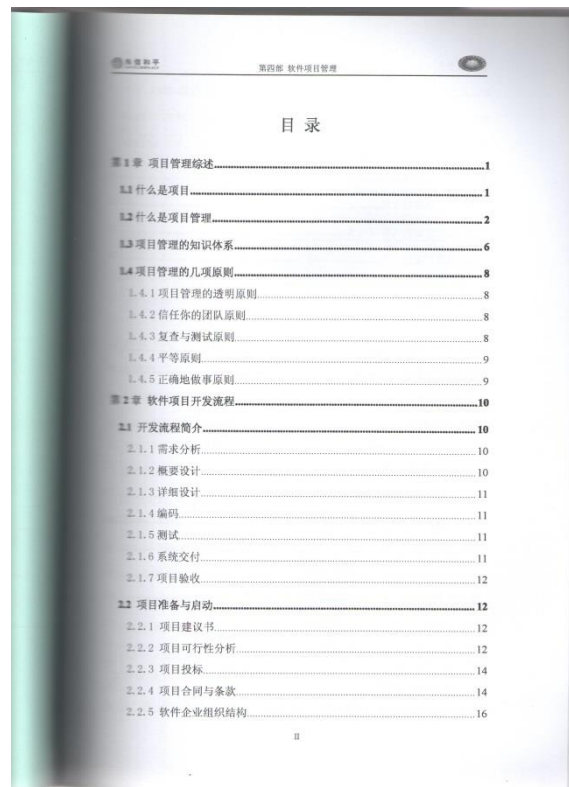 第四部 软件项目管理
目 录
第1章 项目管理综述...1
1.1什么是项目...1
1.2什么是项目管理...2
1.3项目管理的知识体系...6
1.4项目管理的几项原则...8
1.4.1项目管理的透明原则...8
1.4.2信任你的团队原则...8
1.4.3复查与测试原则...8
1.4.4平等原则...9
1.4.5正确地做事原则...9
第2章 软件项目开发流程...10
2.1 开发流程简介...10
2.1.1需求分析...10
2.1.2概要设计...10
2.1.3详细设计...11
2.1.4编码...11
2.1.5测试...11
2.1.6系统交付...11
2.1.7项目验收...12
2.2 项目准备与启动...12
2.2.1 项目建议书...12
2.2.2 项目可行性分析...12
2.2.3 项目投标...14
2.2.4 项目合同与条款...14
2.2.5 软件企业组织结构...16
II